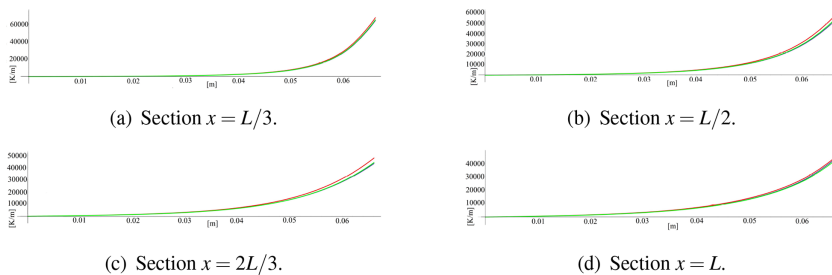 60000
40000
20000
[K/m]
0.01 0.02 0.03 0.04 0.05 0.06
[m]
(a) Section x = L/3.
60000
50000
40000
30000
20000
10000
[K/m]
0.01 0.02 0.03 0.04 0.05 0.06
[m]
(b) Section x = L/2.
50000
40000
30000
20000
10000
[K/m]
0.01 0.02 0.03 0.04 0.05 0.06
[m]
(c) Section x = 2L/3.
40000
30000
20000
10000
[K/m]
0.01 0.02 0.03 0.04 0.05 0.06
[m]
(d) Section x = L.